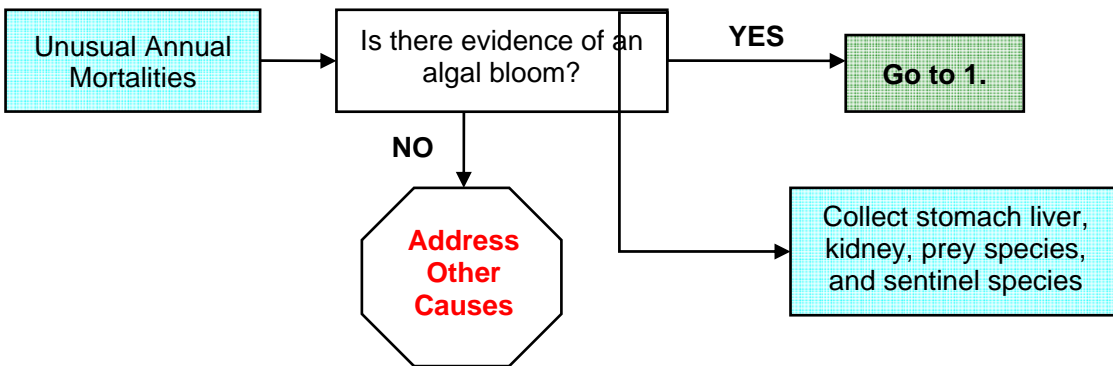 Unusual Annual
Mortalities
Is there evidence of an
algal bloom?
YES
Go to 1.
NO
Address
Other
Causes
Collect stomach liver,
kidney, prey species,
and sentinel species